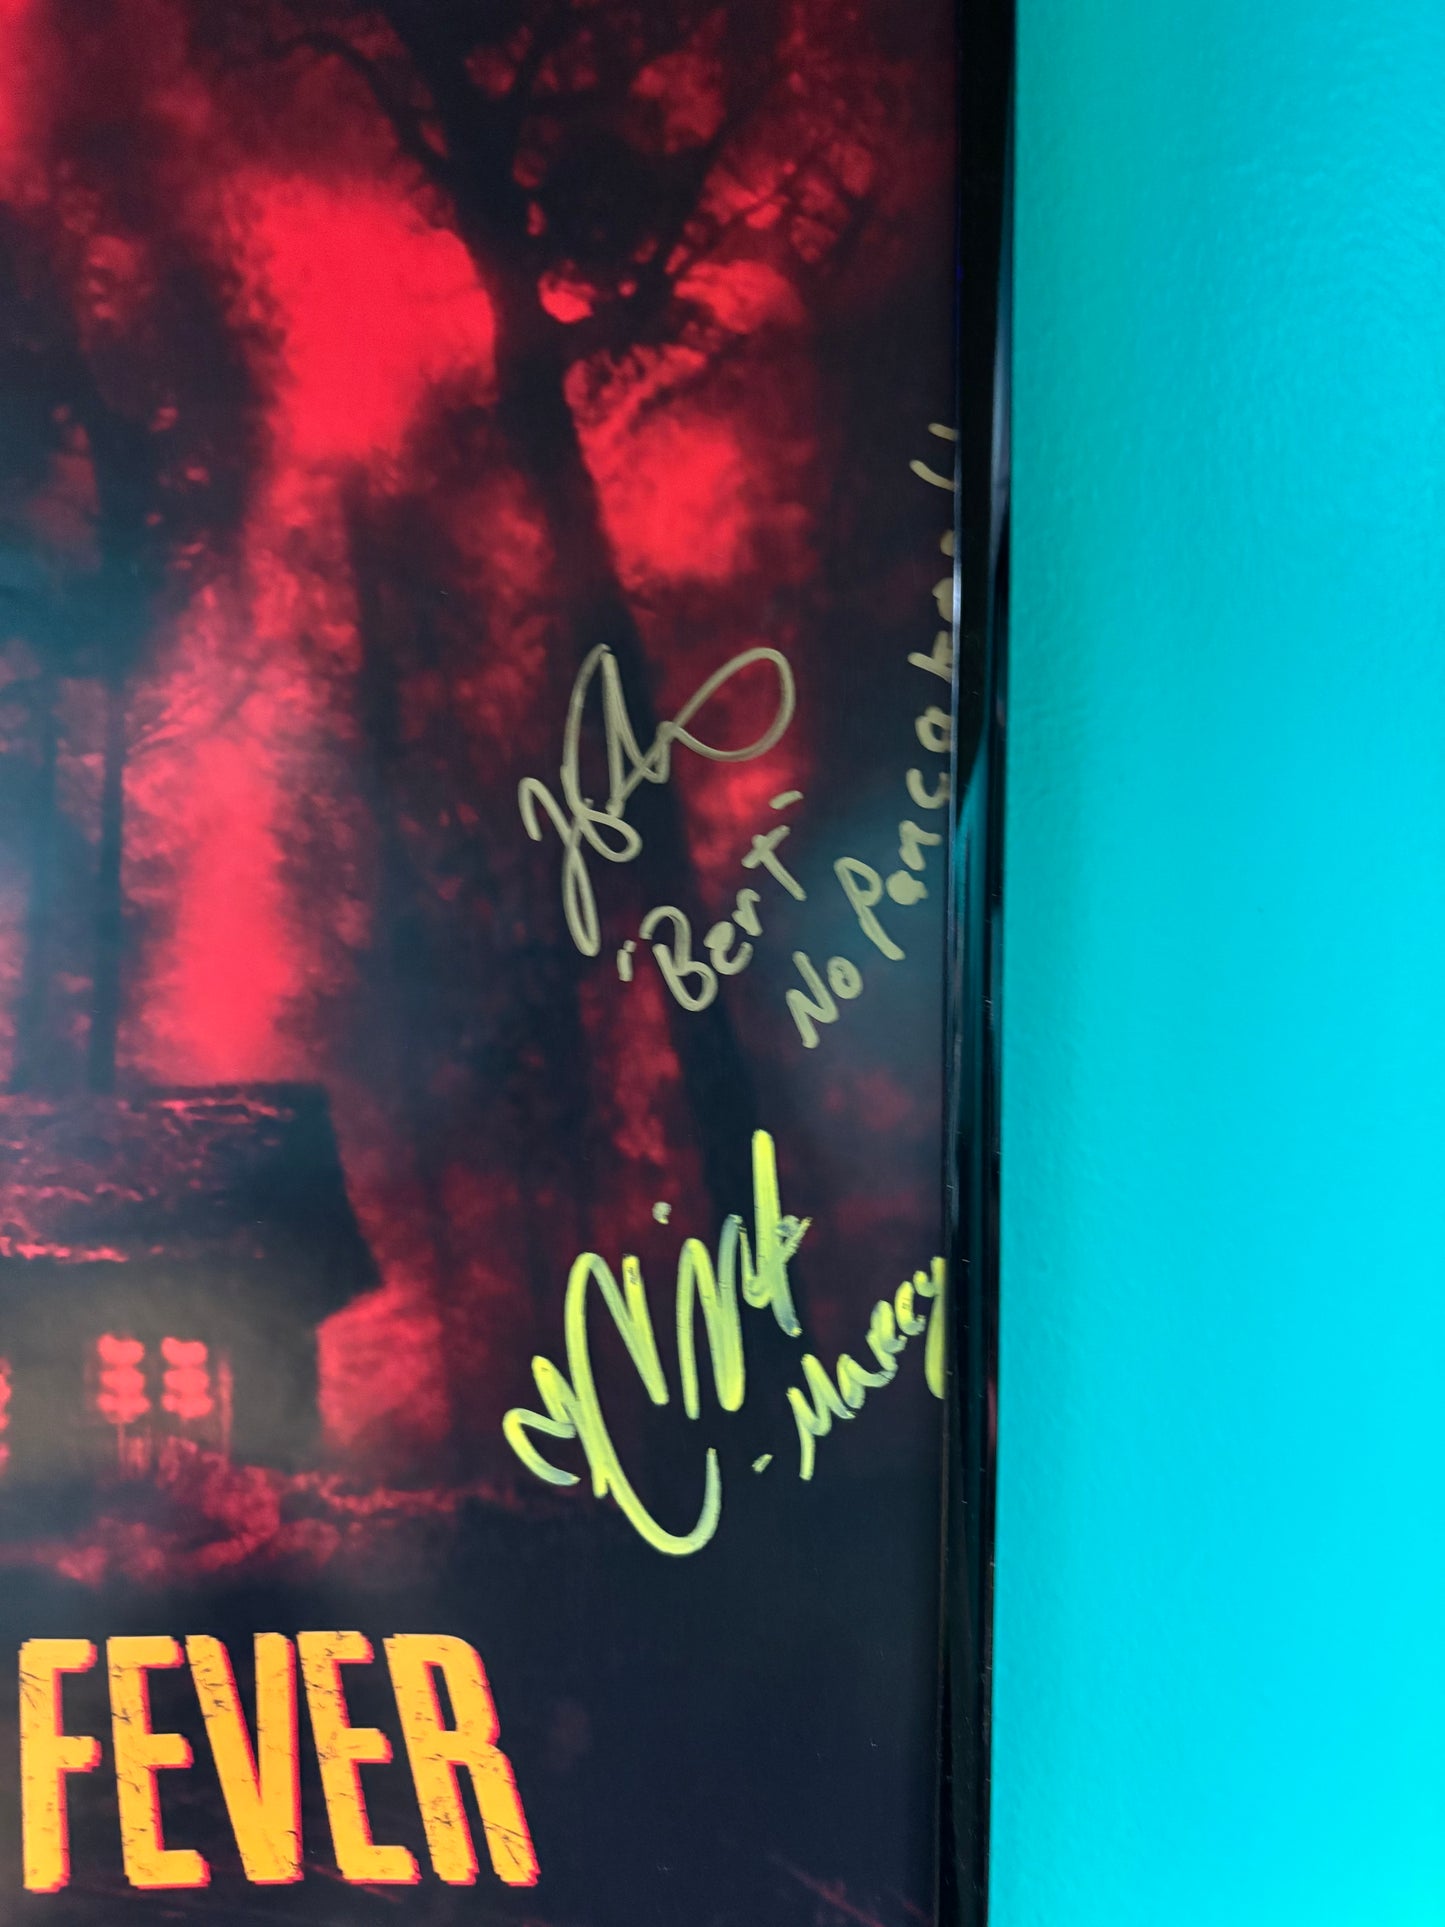 "Bert"
No Pancakes!!
- Marcy
FEVER